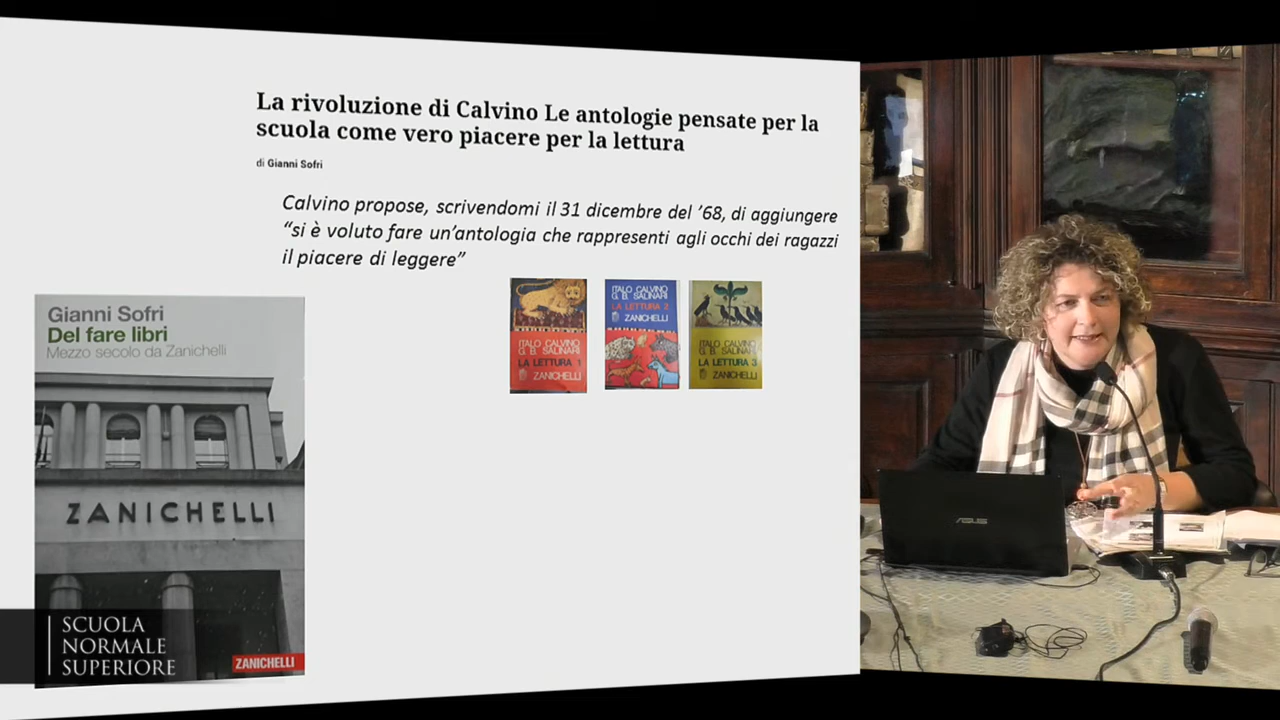 La rivoluzione di Calvino Le antologie pensate per la
scuola come vero piacere per la lettura
di Gianni Sofri
Calvino propose, scrivendomi il 31 dicembre del ’68, di aggiungere
“si è voluto fare un’antologia che rappresenti agli occhi dei ragazzi
il piacere di leggere”
Gianni Sofri
Del fare libri
Mezzo secolo da Zanichelli
ZANICHELLI
ZANICHELLI
ITALO CALVINO
G. B. SALINARI
LA LETTURA 1
ZANICHELLI
ITALO CALVINO
G. B. SALINARI
LA LETTURA 2
ZANICHELLI
ITALO CALVINO
G. B. SALINARI
LA LETTURA 3
ZANICHELLI
SCUOLA
NORMALE
SUPERIORE
ASUS